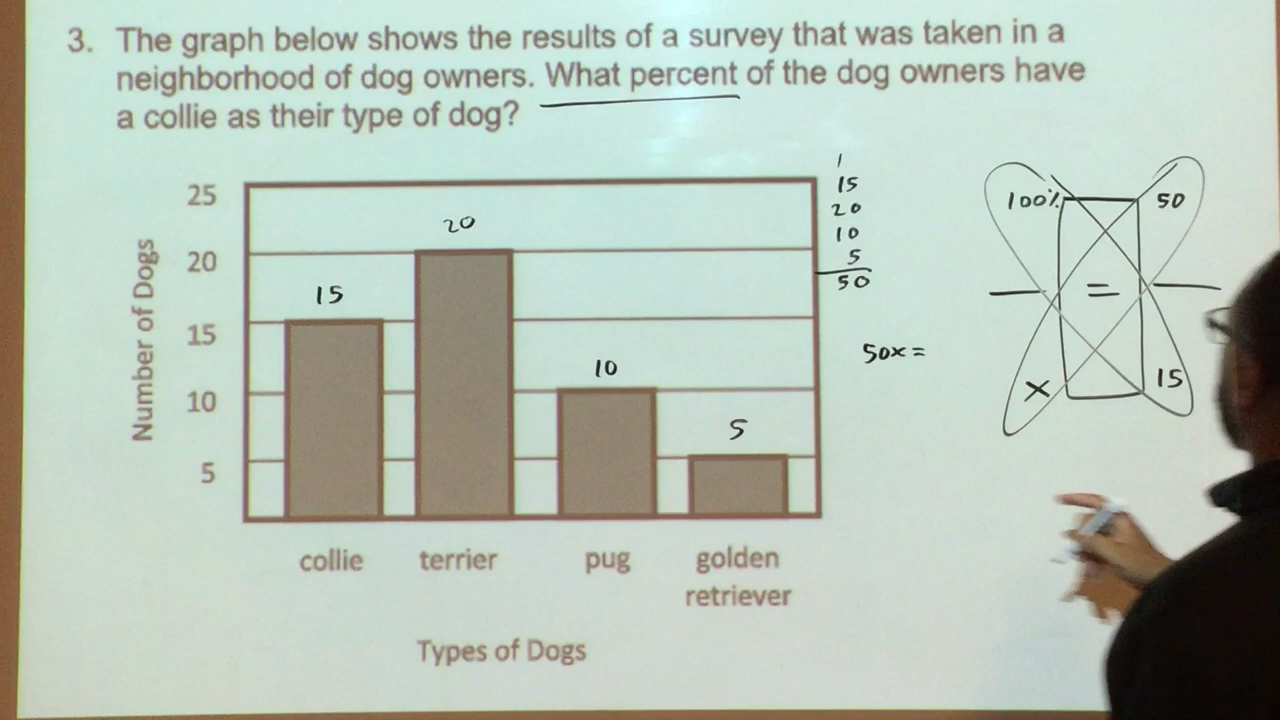 3. The graph below shows the results of a survey that was taken in a
neighborhood of dog owners. What percent of the dog owners have
a collie as their type of dog?
25
20
15
10
5
Number of Dogs
15
20
10
5
collie
terrier
pug
golden
retriever
Types of Dogs
1
15
20
10
5
50
50x=
100% 50
=
x 15